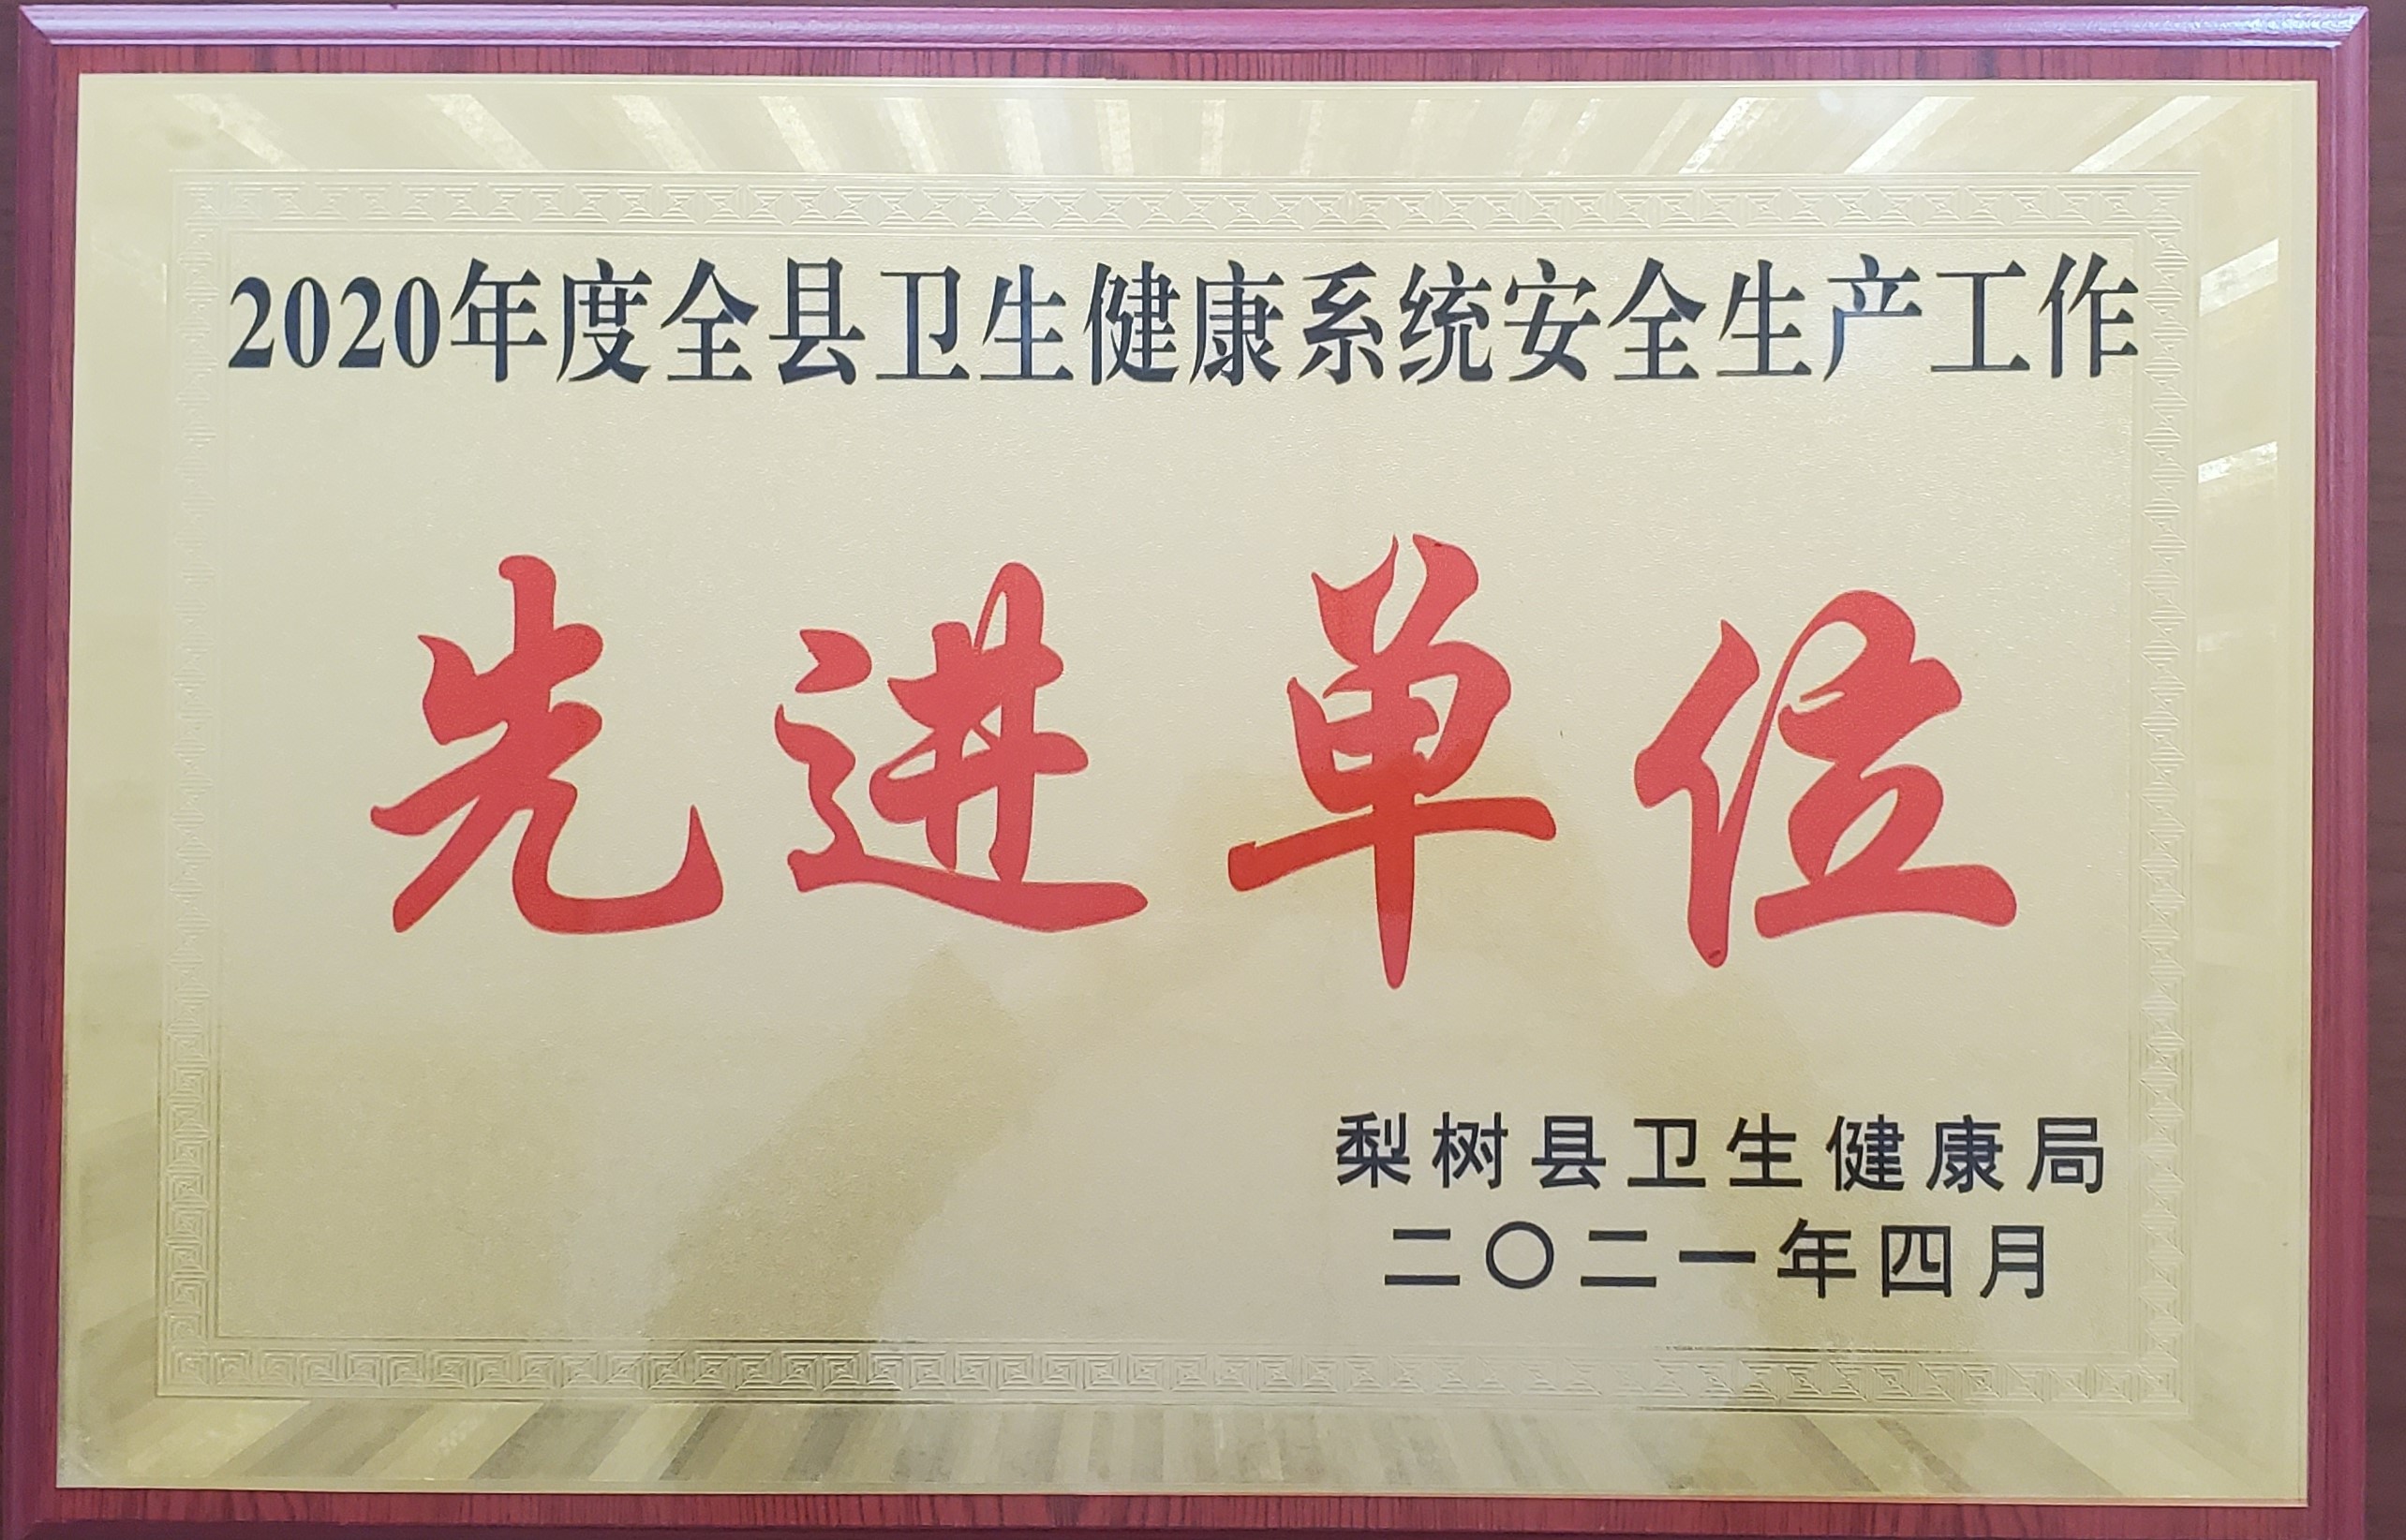 2020年度全县卫生健康系统安全生产工作
先进单位
梨树县卫生健康局
二〇二一年四月